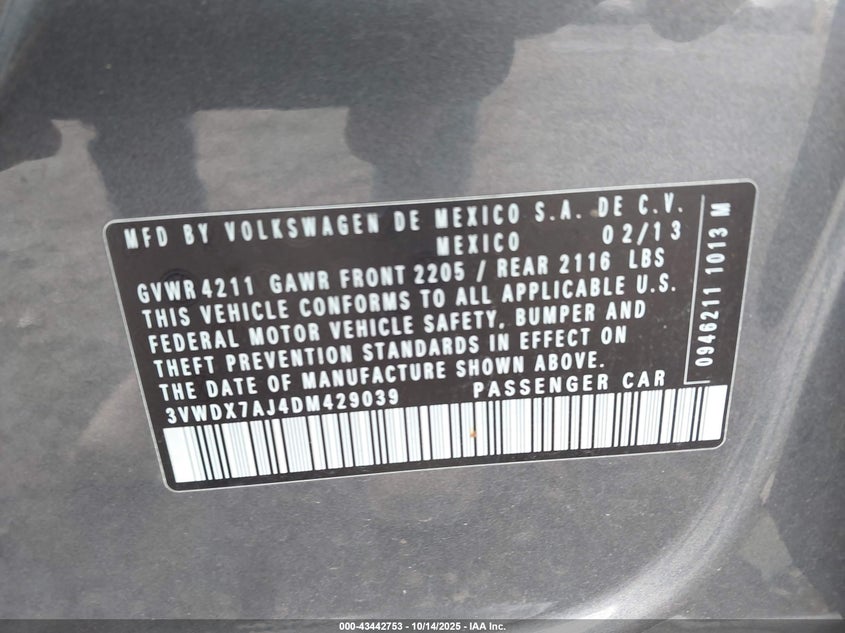 MFD BY VOLKSWAGEN DE MEXICO S.A. DE C.V.
MEXICO 02/13
GVWR 4211 GAWR FRONT 2205 / REAR 2116 LBS
THIS VEHICLE CONFORMS TO ALL APPLICABLE U.S.
FEDERAL MOTOR VEHICLE SAFETY, BUMPER AND
THEFT PREVENTION STANDARDS IN EFFECT ON
THE DATE OF MANUFACTURE SHOWN ABOVE.
3VWDX7AJ4DM429039 PASSENGER CAR
0946211 1013 M
000-43442753 - 10/14/2025 - IAA Inc.